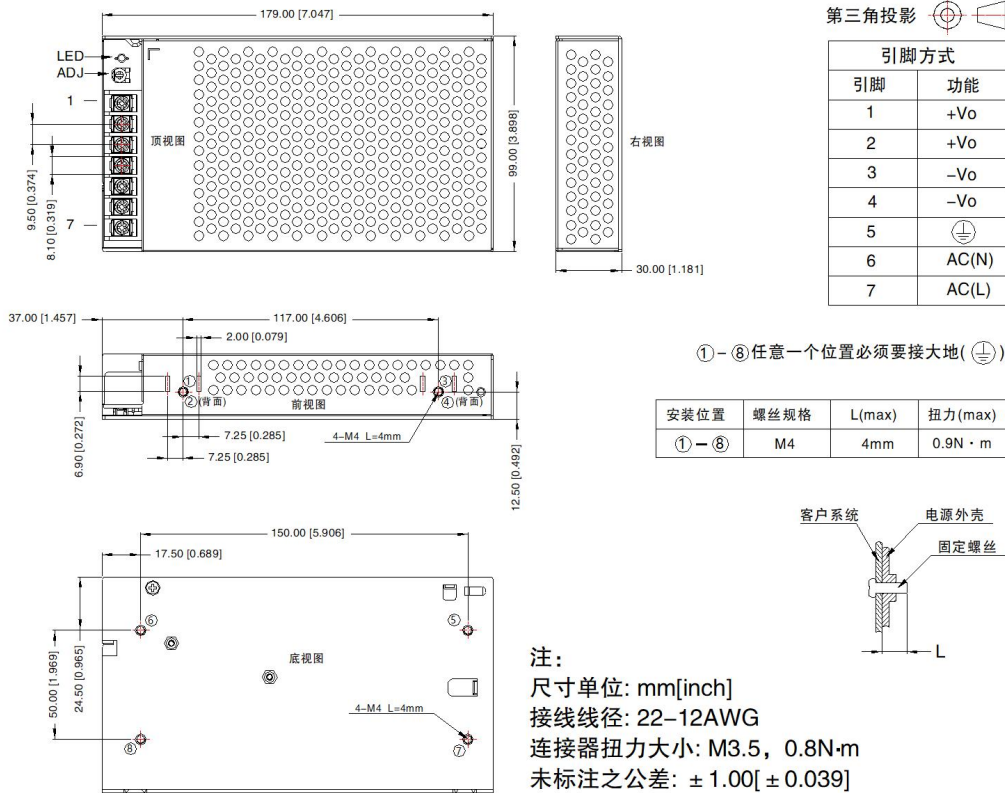 179.00 [7.047]
LED
ADJ
1
7
顶视图
9.50 [0.374]
8.10 [0.319]
99.00 [3.898]
右视图
30.00 [1.181]
第三角投影
引脚方式
引脚 功能
1 +Vo
2 +Vo
3 −Vo
4 −Vo
5
6 AC(N)
7 AC(L)
37.00 [1.457]
117.00 [4.606]
2.00 [0.079]
①
②(背面)
前视图
③
④(背面)
7.25 [0.285]
7.25 [0.285]
4-M4 L=4mm
6.90 [0.272]
12.50 [0.492]
①–⑧任意一个位置必须要接大地( )
安装位置 螺丝规格 L(max) 扭力(max)
①–⑧ M4 4mm 0.9N·m
客户系统
电源外壳
固定螺丝
L
150.00 [5.906]
17.50 [0.689]
⑥
⑤
底视图
50.00 [1.969]
24.50 [0.965]
4-M4 L=4mm
⑧
⑦
注:
尺寸单位: mm[inch]
接线线径: 22–12AWG
连接器扭力大小: M3.5，0.8N·m
未标注之公差: ±1.00[±0.039]